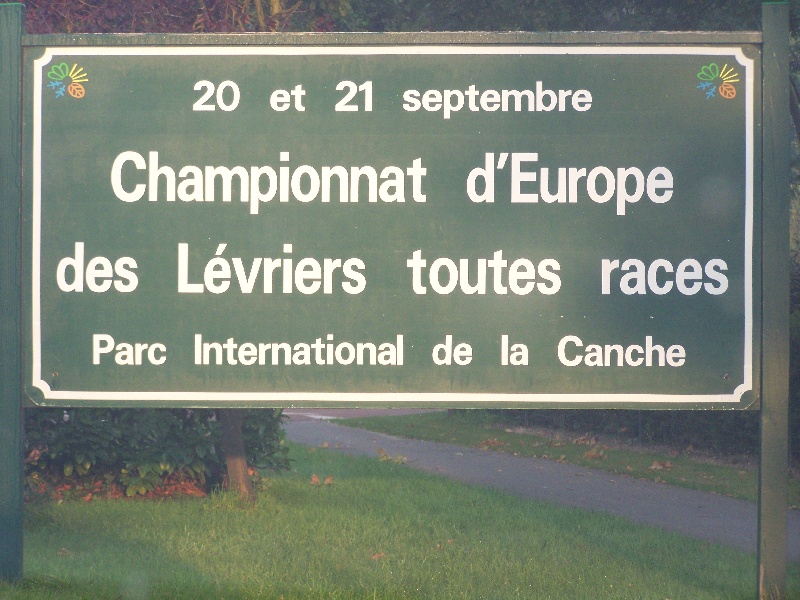 20 et 21 septembre
Championnat d'Europe
des Lévriers toutes races
Parc International de la Canche